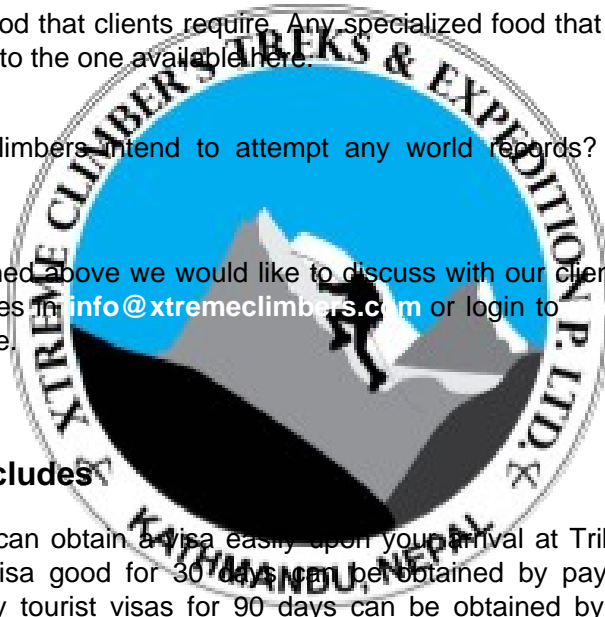 od that clients require. Any specialized food that
to the one available here.
limbers intend to attempt any world records?
ned above we would like to discuss with our clien
es in info@xtremeclimbers.com or login to
e.
cludes
can obtain a visa easily upon your arrival at Tri
isa good for 30 days can be obtained by pay
y tourist visas for 90 days can be obtained by
XTREME CLIMBER'S TREKS & EXPEDITION P. LTD.
KATHMANDU, NEPAL